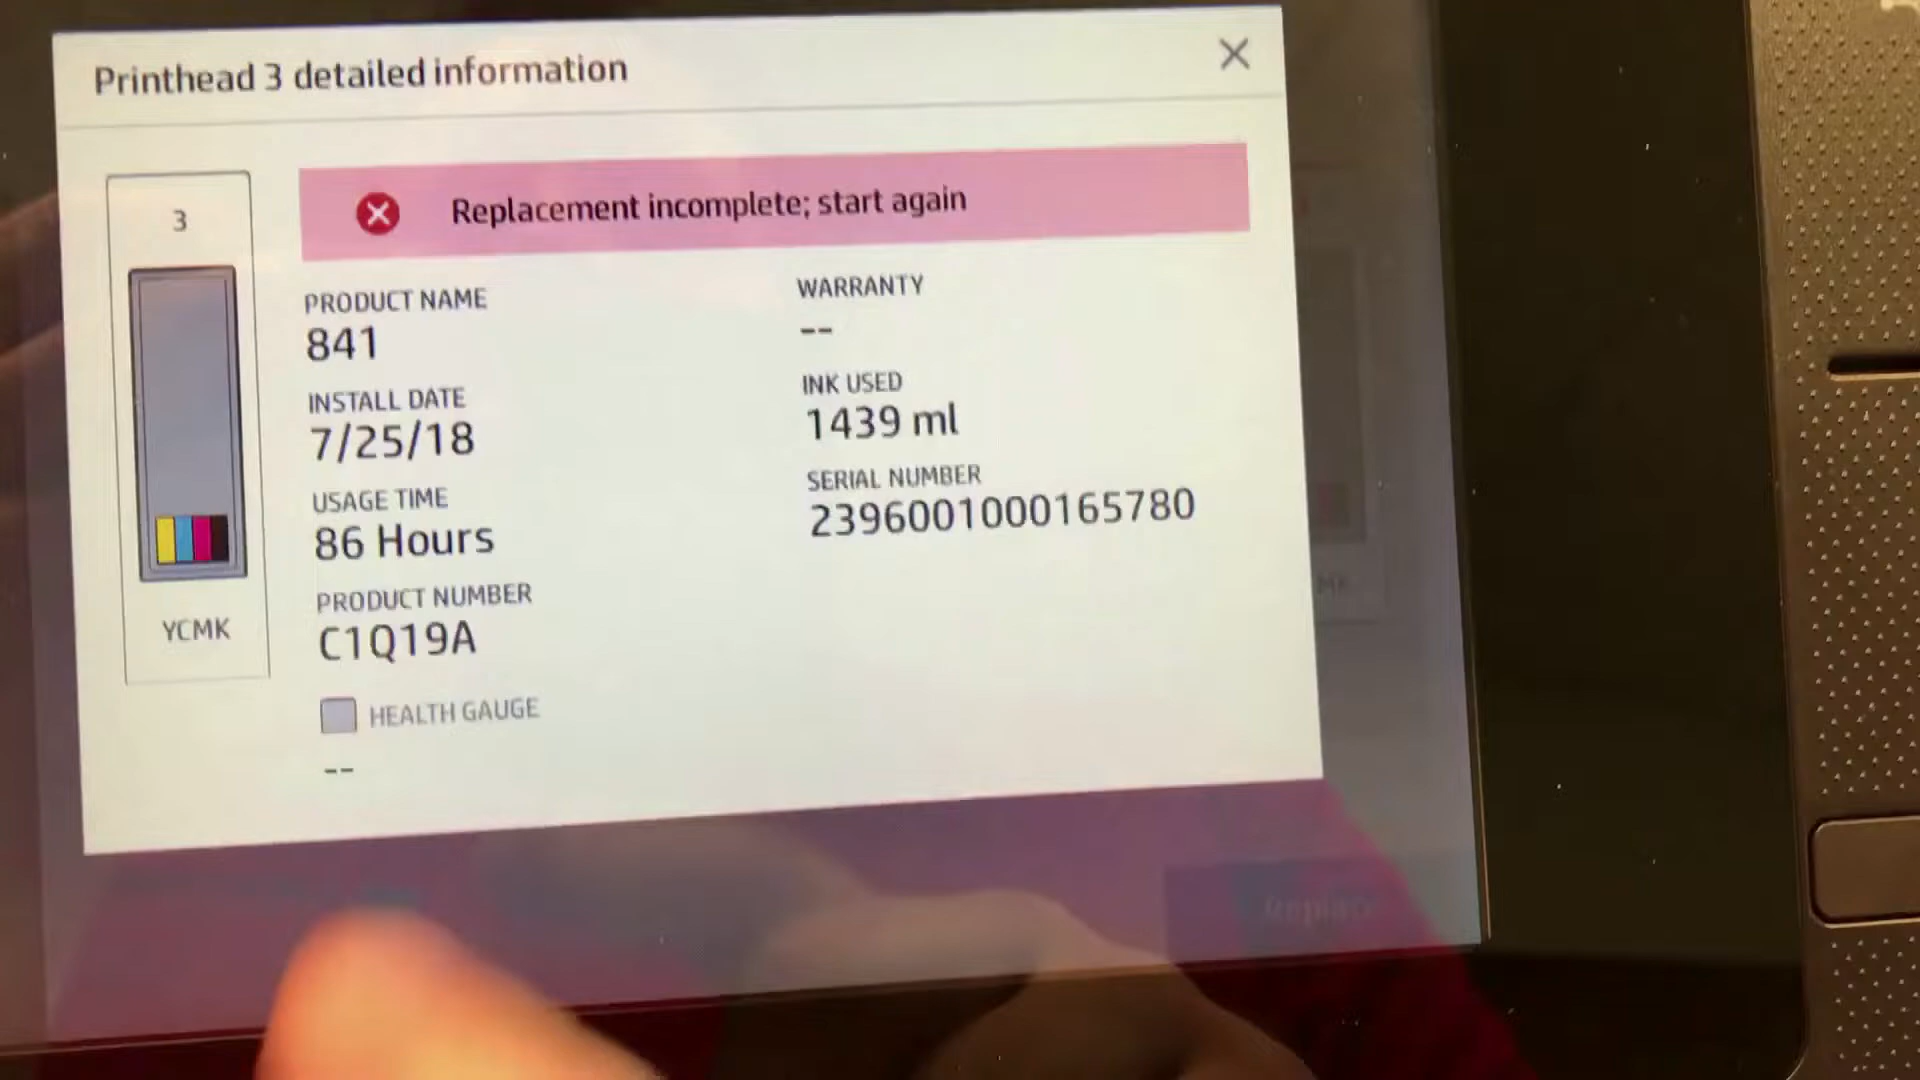 Printhead 3 detailed information
3
Replacement incomplete; start again
PRODUCT NAME
841
INSTALL DATE
7/25/18
USAGE TIME
86 Hours
PRODUCT NUMBER
C1Q19A
HEALTH GAUGE
--
WARRANTY
--
INK USED
1439 ml
SERIAL NUMBER
2396001000165780
YCMK
Replace